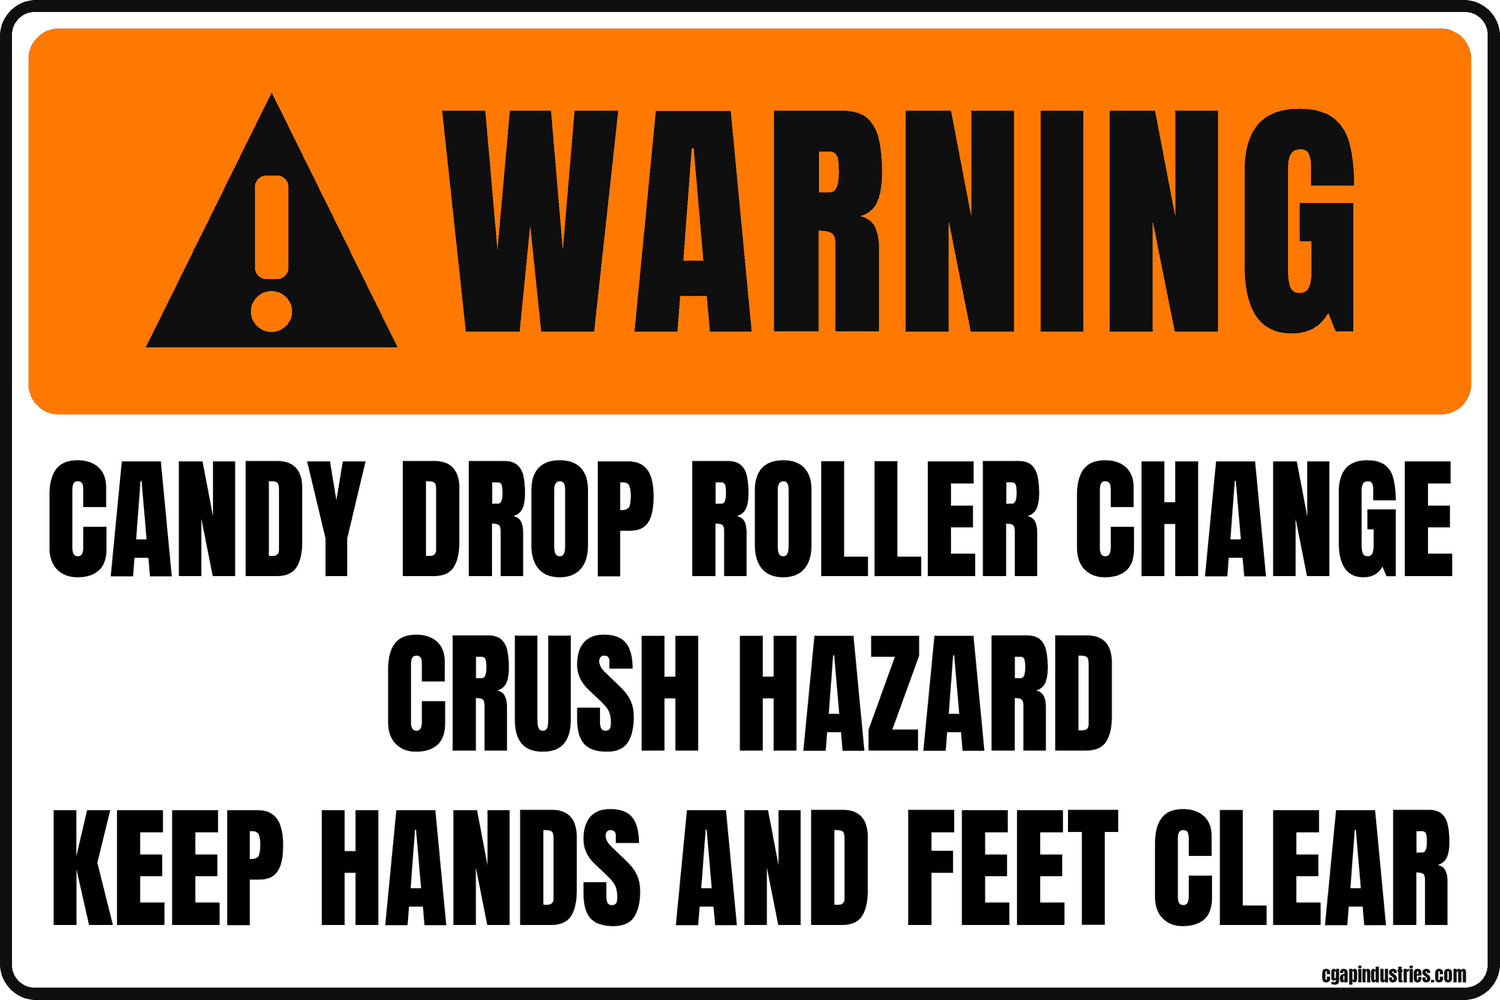 WARNING
CANDY DROP ROLLER CHANGE
CRUSH HAZARD
KEEP HANDS AND FEET CLEAR
cgapindustries.com